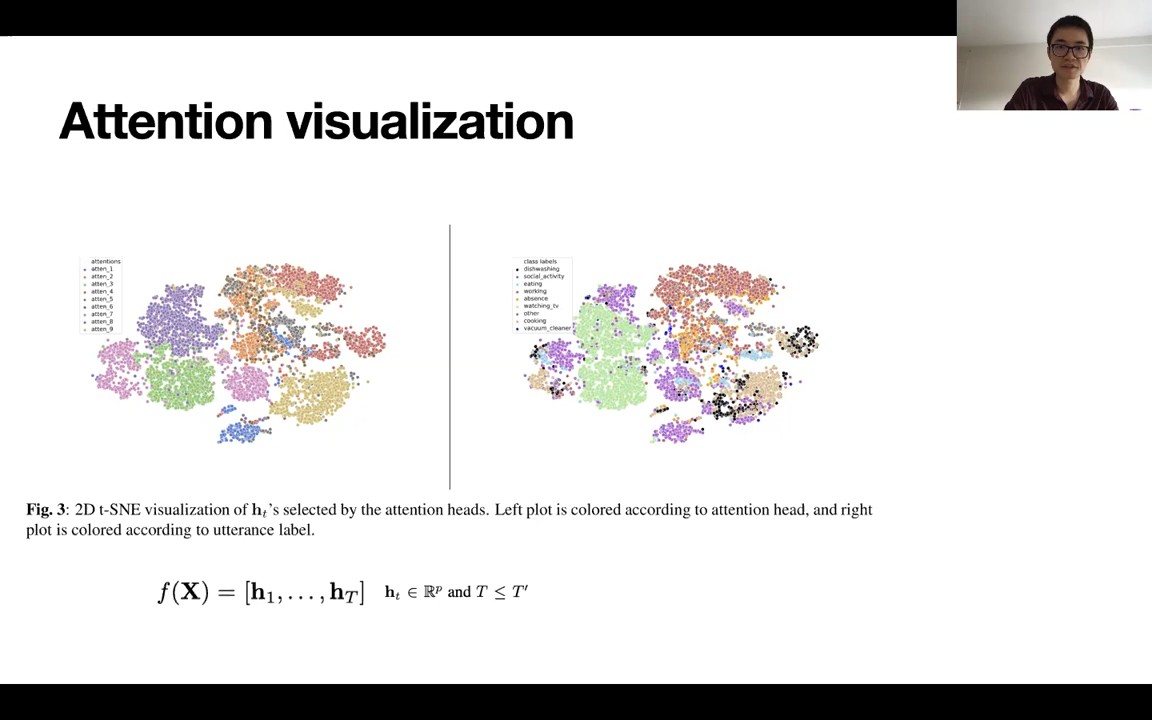 Attention visualization
attentions
atten_1
atten_2
atten_3
atten_4
atten_5
atten_6
atten_7
atten_8
atten_9
class labels
dishwashing
social_activity
eating
working
absence
watching_tv
other
cooking
vacuum_cleaner
Fig. 3: 2D t-SNE visualization of hₜ's selected by the attention heads. Left plot is colored according to attention head, and right
plot is colored according to utterance label.
f(X) = [h₁, . . . , h_T] hₜ ∈ ℝᵖ and T ≤ T′